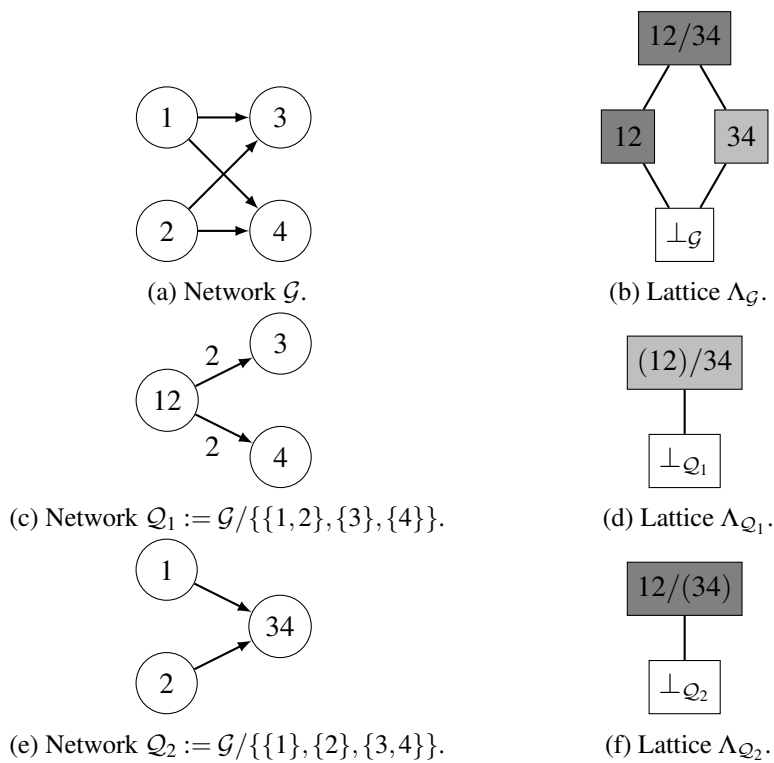 12/34
1
3
12
34
2
4
⊥𝒢
(a) Network 𝒢.
(b) Lattice Λ𝒢.
2
3
(12)/34
12
2
4
⊥𝒬₁
(c) Network 𝒬₁ := 𝒢/{{1,2},{3},{4}}.
(d) Lattice Λ𝒬₁.
1
12/(34)
34
2
⊥𝒬₂
(e) Network 𝒬₂ := 𝒢/{{1},{2},{3,4}}.
(f) Lattice Λ𝒬₂.